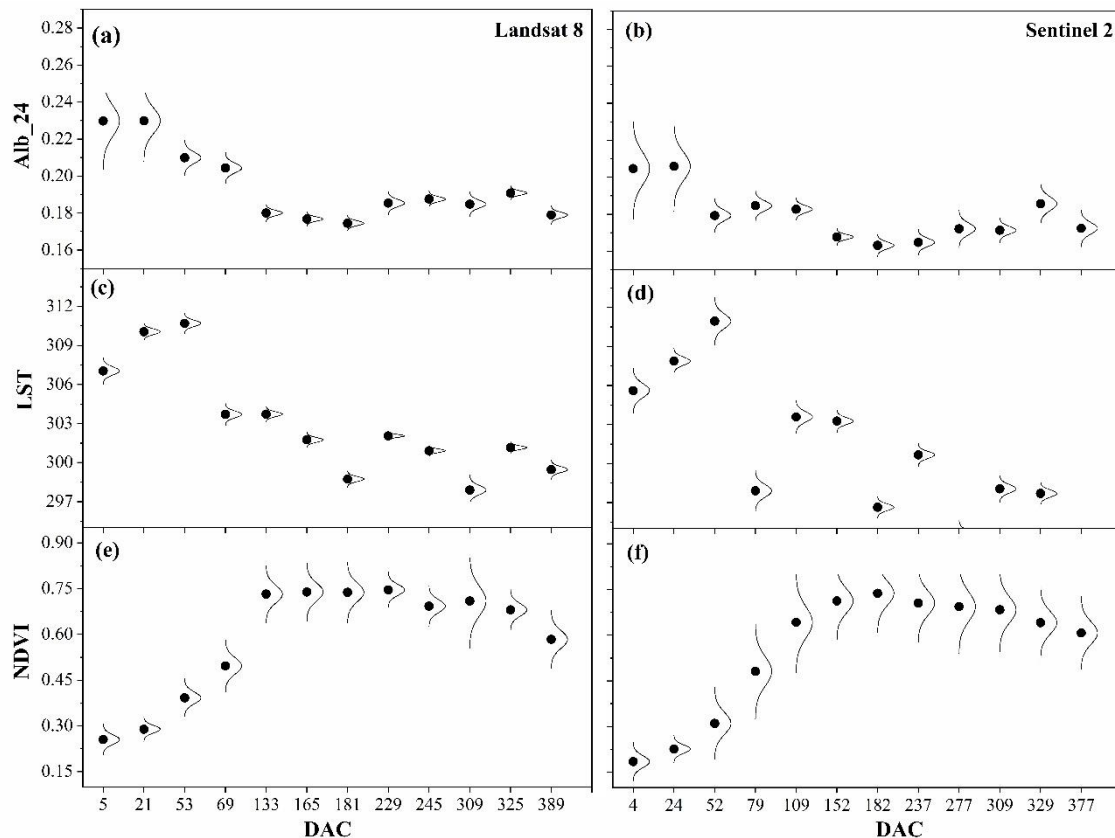 (a) Landsat 8
(b) Sentinel 2
Alb_24
0.28
0.26
0.24
0.22
0.20
0.18
0.16
(c)
(d)
LST
312
309
306
303
300
297
(e)
(f)
NDVI
0.90
0.75
0.60
0.45
0.30
0.15
5 21 53 69 133 165 181 229 245 309 325 389
4 24 52 79 109 152 182 237 277 309 329 377
DAC
DAC